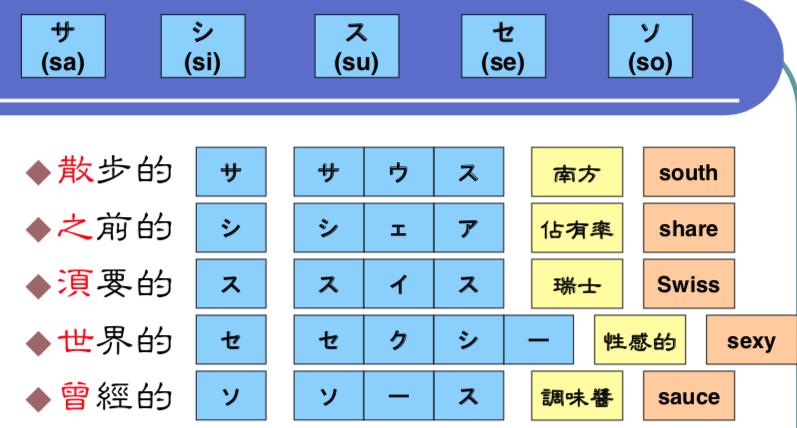 サ シ ス セ ソ
(sa) (si) (su) (se) (so)
散步的 サ サ ウ ス 南方 south
之前的 シ シ ェ ア 佔有率 share
須要的 ス ス イ ス 瑞士 Swiss
世界的 セ セ ク シ ー 性感的 sexy
曾經的 ソ ソ ー ス 調味醬 sauce